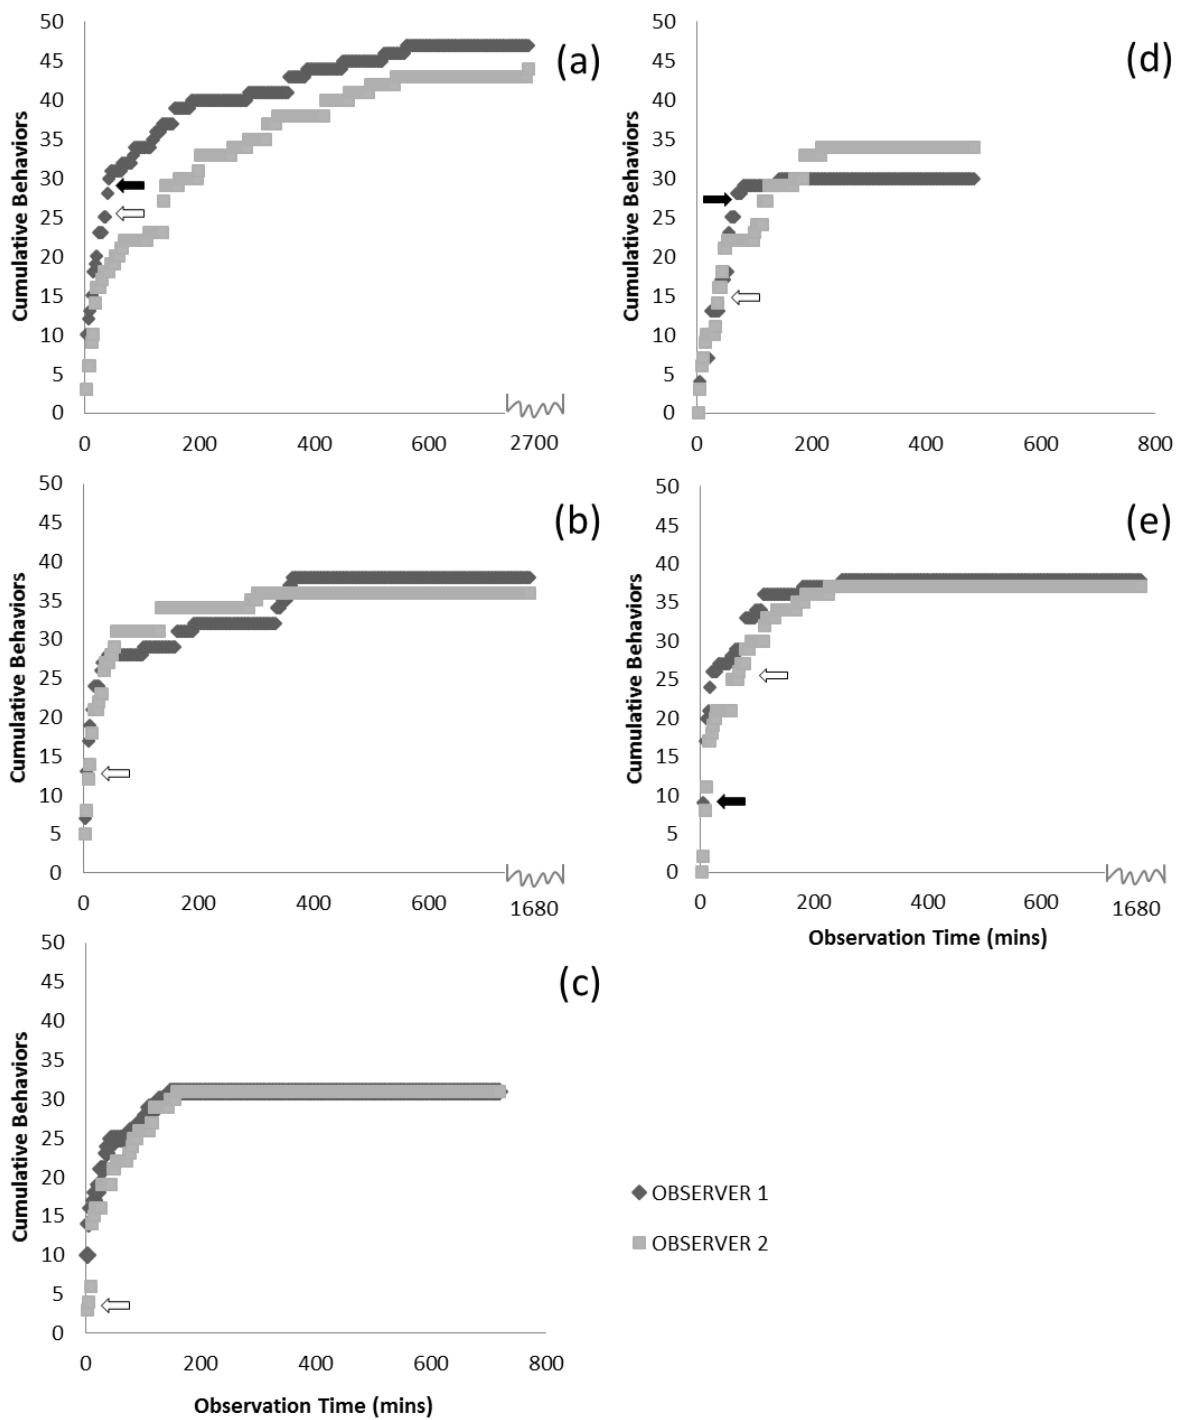 50
45
40
35
30
25
20
15
10
5
0
Cumulative Behaviors
(a)
0 200 400 600 2700
50
45
40
35
30
25
20
15
10
5
0
Cumulative Behaviors
(d)
0 200 400 600 800
50
45
40
35
30
25
20
15
10
5
0
Cumulative Behaviors
(b)
0 200 400 600 1680
50
45
40
35
30
25
20
15
10
5
0
Cumulative Behaviors
(e)
0 200 400 600 1680
Observation Time (mins)
50
45
40
35
30
25
20
15
10
5
0
Cumulative Behaviors
(c)
0 200 400 600 800
Observation Time (mins)
OBSERVER 1
OBSERVER 2